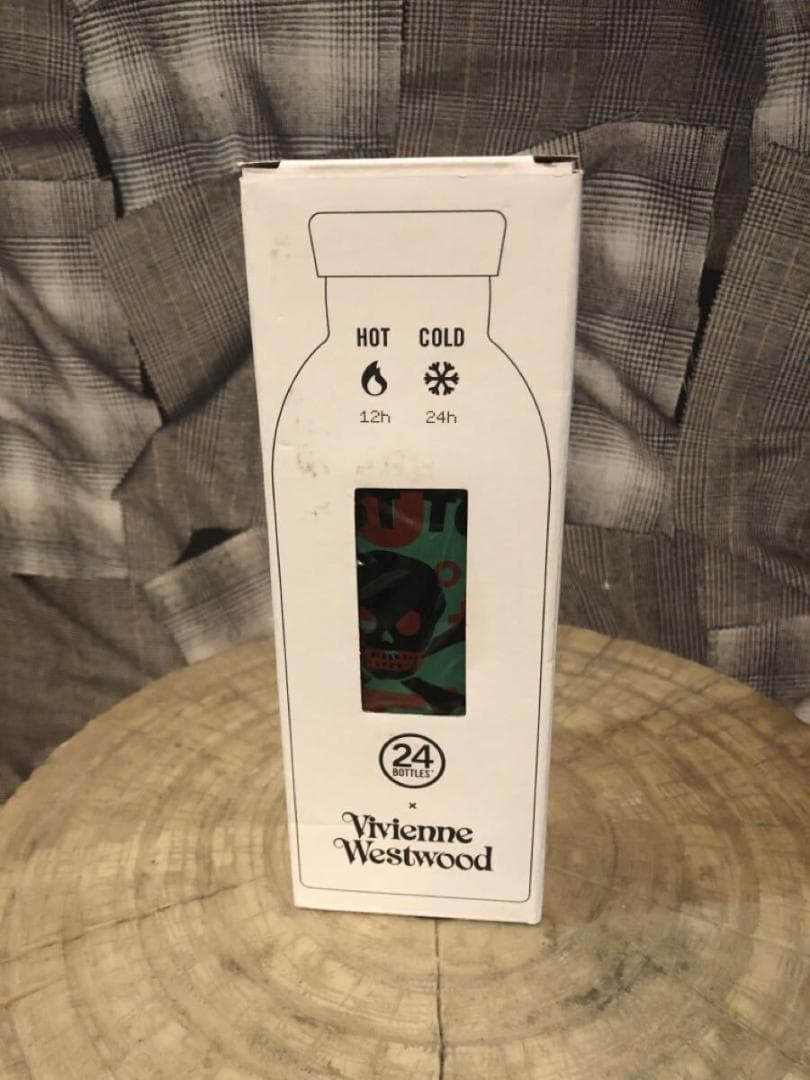 HOT COLD
12h 24h
24
BOTTLES®
×
Vivienne
Westwood